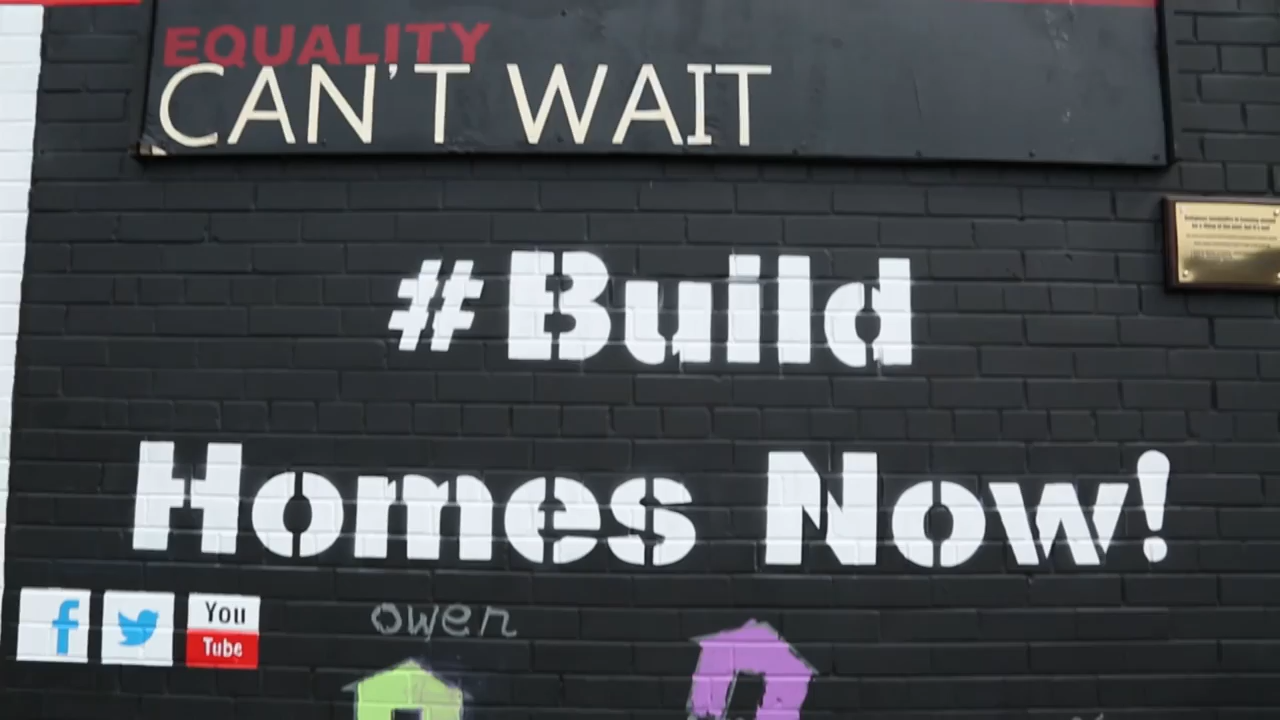 EQUALITY
CAN'T WAIT
#Build
Homes Now!
f
You
Tube
owen